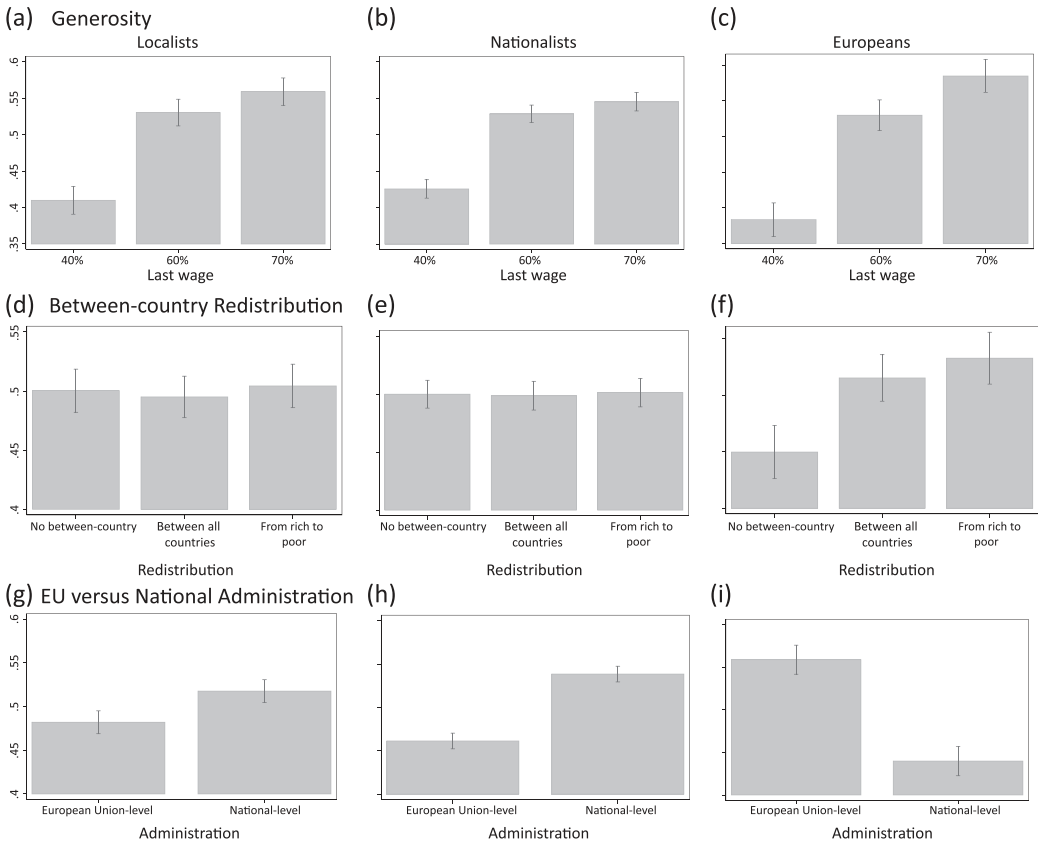 (a) Generosity (b) (c)
Localists Nationalists Europeans
.6
.55
.5
.45
.4
.35
40% 60% 70% 40% 60% 70% 40% 60% 70%
Last wage Last wage Last wage
(d) Between-country Redistribution (e) (f)
.55
.5
.45
.4
No between-country Between all From rich to No between-country Between all From rich to No between-country Between all From rich to
countries poor countries poor countries poor
Redistribution Redistribution Redistribution
(g) EU versus National Administration (h) (i)
.6
.55
.5
.45
.4
European Union-level National-level European Union-level National-level European Union-level National-level
Administration Administration Administration